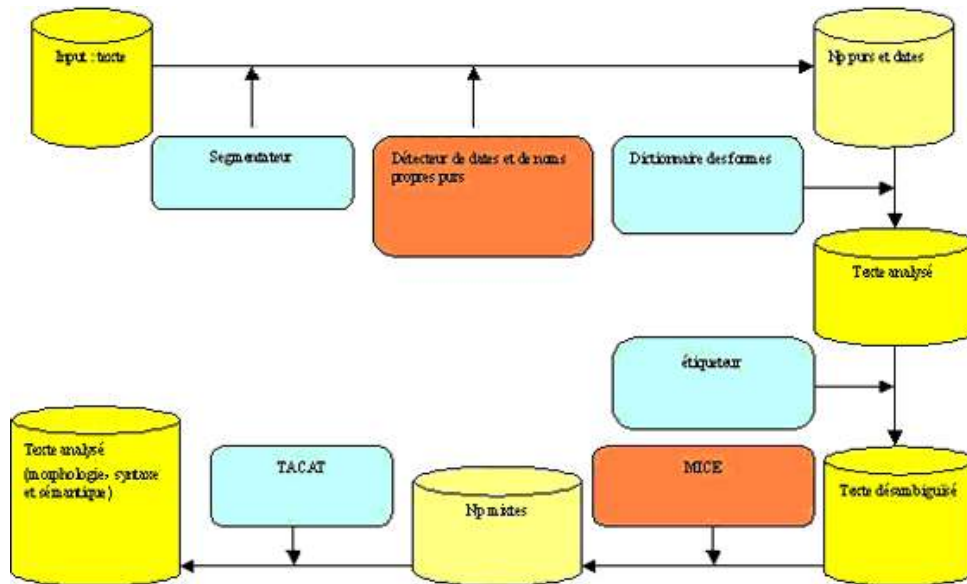 Input : texte
Np purs et dates
Segmentateur
Détecteur de dates et de noms
propres purs
Dictionnaire des formes
Texte analysé
étiqueteur
Texte analysé
(morphologie, syntaxe
et sémantique)
TACAT
Np mixtes
MICE
Texte désambiguïsé